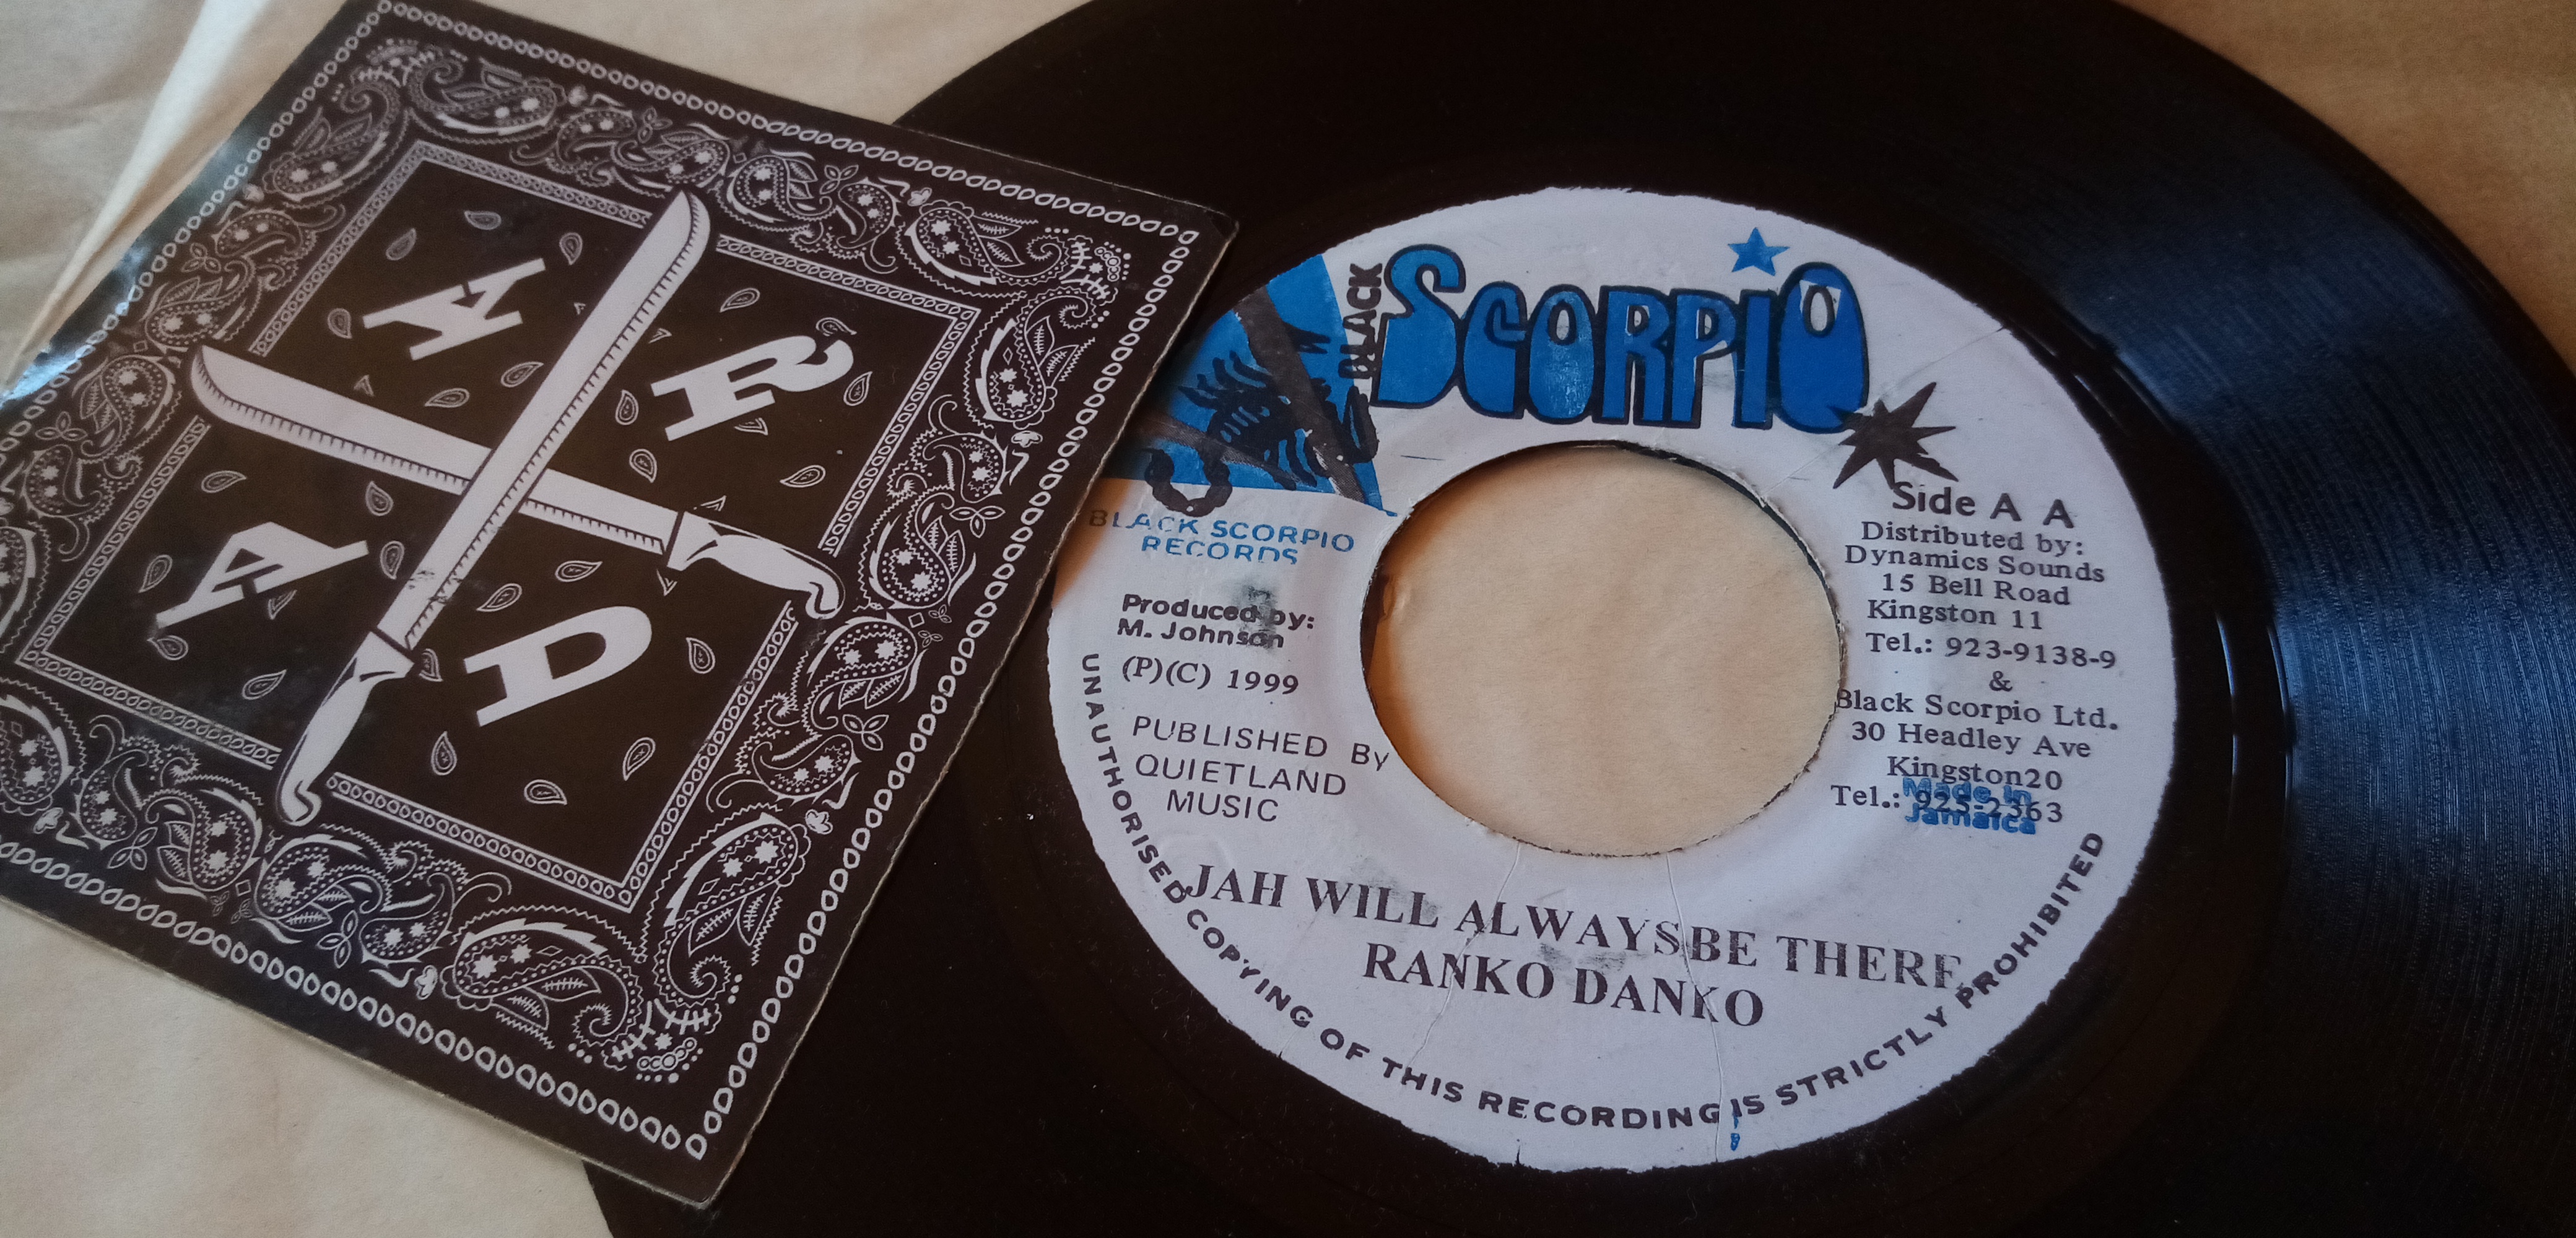 A R
A D
BLACK
SCORPIO
BLACK SCORPIO
RECORDS
Produced by:
M. Johnson
(P)(C) 1999
PUBLISHED By
QUIETLAND
MUSIC
Side A A
Distributed by:
Dynamics Sounds
15 Bell Road
Kingston 11
Tel.: 923-9138-9
&
Black Scorpio Ltd.
30 Headley Ave
Kingston20
Tel.: 925-2363
Made in
Jamaica
JAH WILL ALWAYS BE THERE
RANKO DANKO
UNAUTHORISED COPYING OF THIS RECORDING IS STRICTLY PROHIBITED